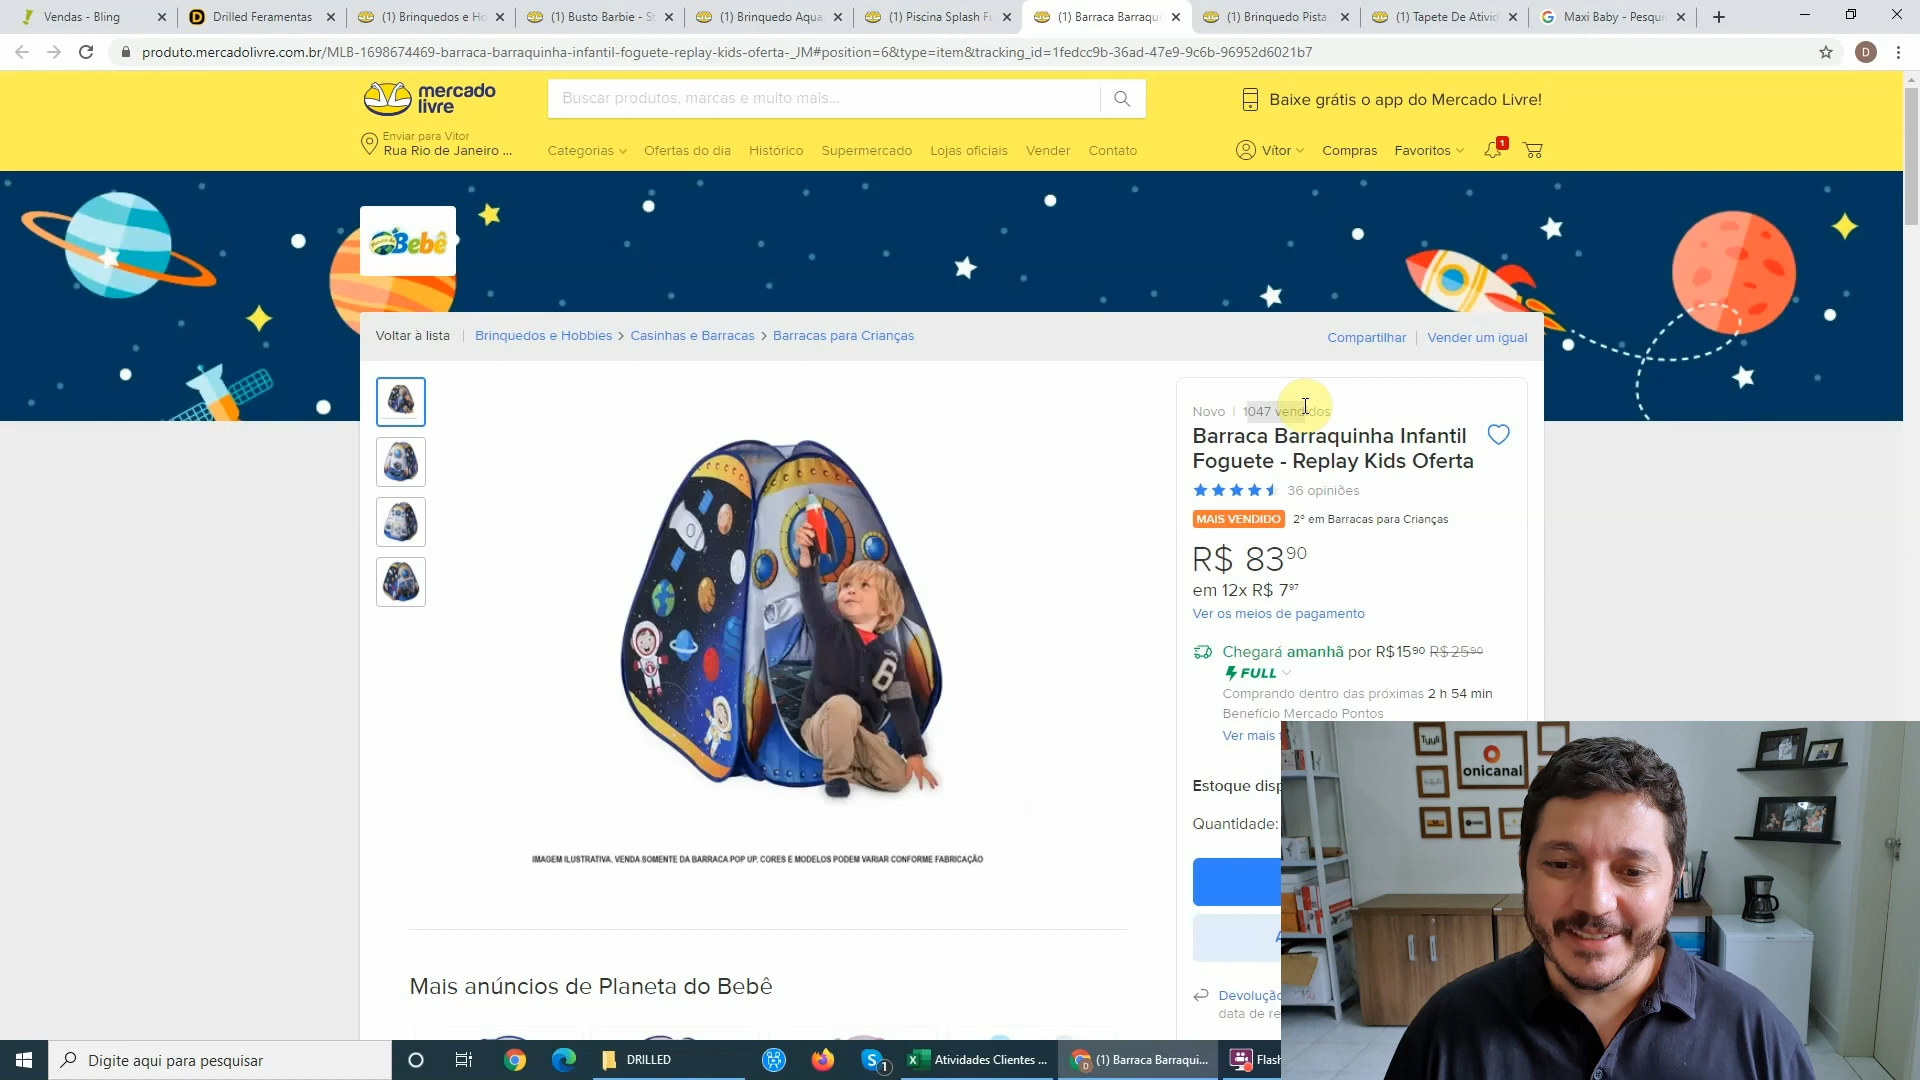 Vendas - Bling
Drilled Feramentas
(1) Brinquedos e Ho
(1) Busto Barbie - S
(1) Brinquedo Aqua
(1) Piscina Splash F
(1) Barraca Barraqu
(1) Brinquedo Pista
(1) Tapete De Ativid
Maxi Baby - Pesqui
produto.mercadolivre.com.br/MLB-1698674469-barraca-barraquinha-infantil-foguete-replay-kids-oferta-_JM#position=6&type=item&tracking_id=1fedcc9b-36ad-47e9-9c6b-96952d6021b7
D
mercado
livre
Buscar produtos, marcas e muito mais...
Baixe grátis o app do Mercado Livre!
Enviar para Vítor
Rua Rio de Janeiro ...
Categorias
Ofertas do dia
Histórico
Supermercado
Lojas oficiais
Vender
Contato
Vítor
Compras
Favoritos
1
Bebê
Voltar à lista
Brinquedos e Hobbies > Casinhas e Barracas > Barracas para Crianças
Compartilhar
Vender um igual
Novo | 1047 vendidos
Barraca Barraquinha Infantil
Foguete - Replay Kids Oferta
36 opiniões
MAIS VENDIDO 2º em Barracas para Crianças
R$ 83⁹⁰
em 12x R$ 7⁹⁷
Ver os meios de pagamento
Chegará amanhã por R$15⁹⁰ R$25⁹⁰
FULL
Comprando dentro das próximas 2 h 54 min
Benefício Mercado Pontos
Ver mais
Estoque disp
Quantidade:
A
Devolução
data de re
6
IMAGEM ILUSTRATIVA, VENDA SOMENTE DA BARRACA POP UP. CORES E MODELOS PODEM VARIAR CONFORME FABRICAÇÃO
Mais anúncios de Planeta do Bebê
Tyyli
onicanal
Digite aqui para pesquisar
DRILLED
1
Atividades Clientes ...
(1) Barraca Barraqui...
Flash